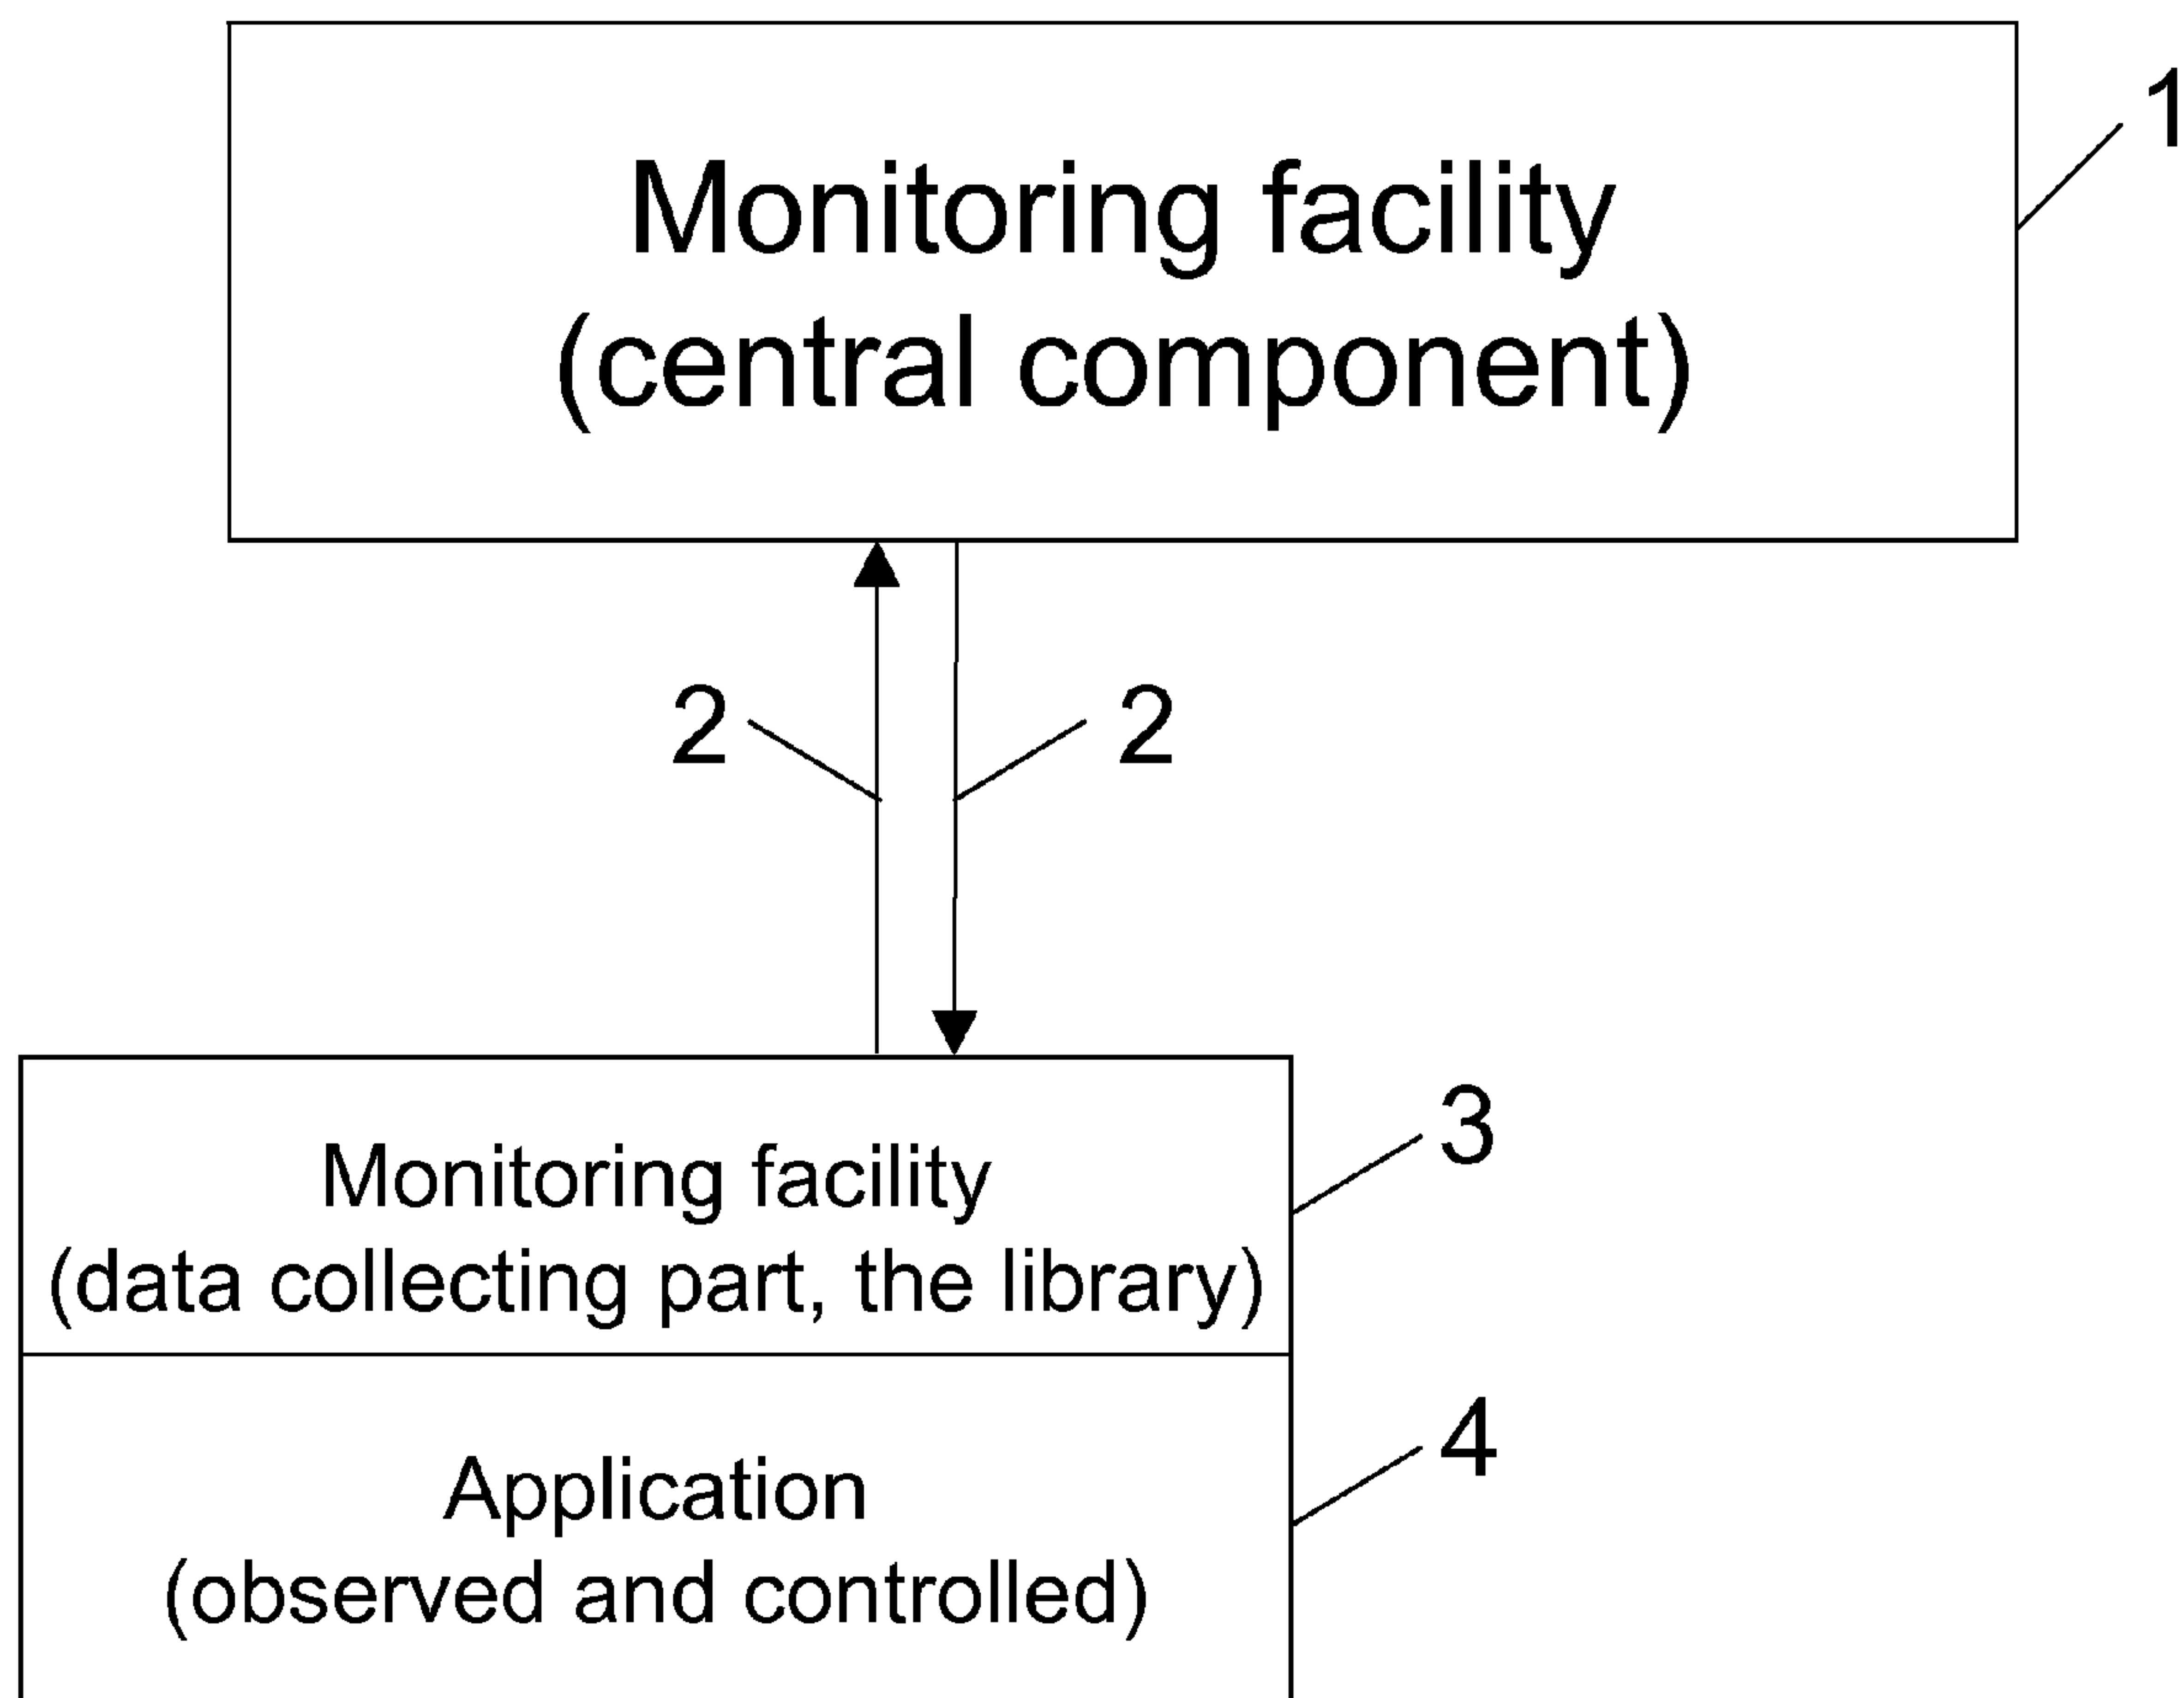 1
Monitoring facility
(central component)
2
2
3
Monitoring facility
(data collecting part, the library)
4
Application
(observed and controlled)